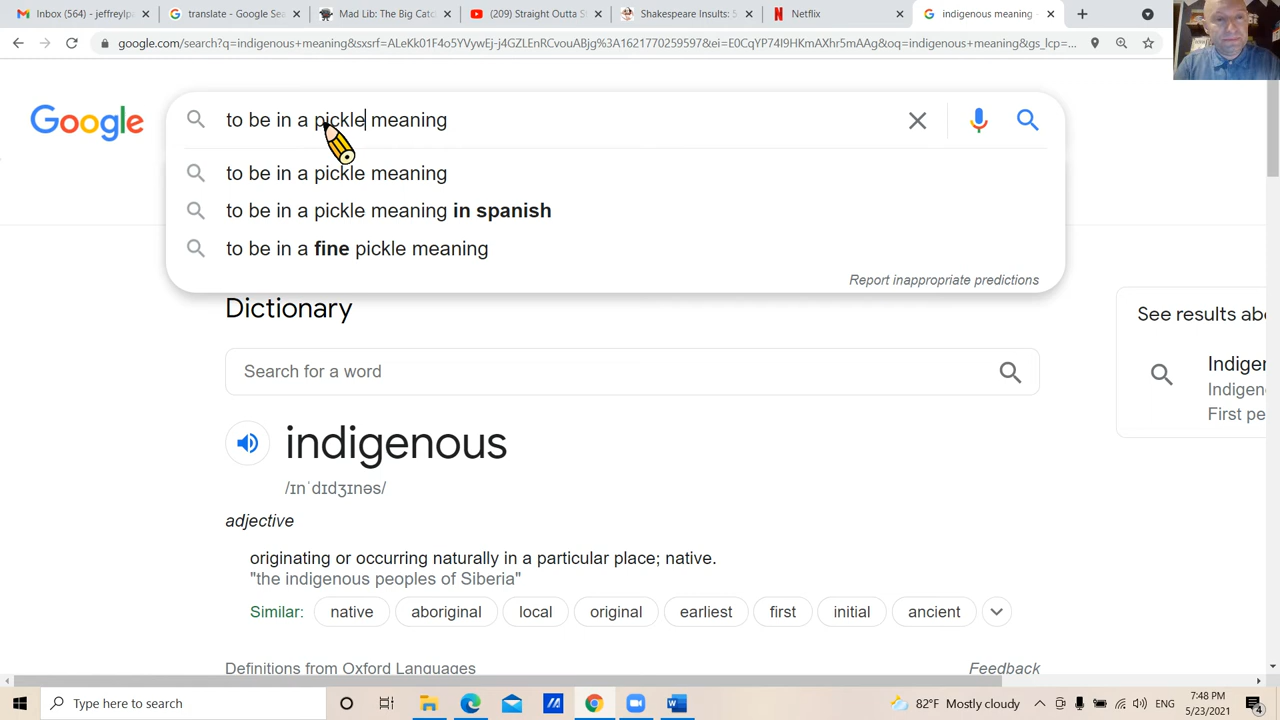 Inbox (564) - jeffreylpa
translate - Google Sea
Mad Lib: The Big Catc
(209) Straight Outta S
Shakespeare Insults: 5
Netflix
indigenous meaning -
google.com/search?q=indigenous+meaning&sxsrf=ALeKk01F4o5YVywEj-j4GZLEnRCvouABjg%3A1621770259597&ei=E0CqYP74I9HKmAXhr5mAAg&oq=indigenous+meaning&gs_lcp=...
Google
to be in a pickle meaning
to be in a pickle meaning
to be in a pickle meaning in spanish
to be in a fine pickle meaning
Report inappropriate predictions
Dictionary
See results abo
Search for a word
Indiger
Indigen
First pe
indigenous
/ɪnˈdɪdʒɪnəs/
adjective
originating or occurring naturally in a particular place; native.
"the indigenous peoples of Siberia"
Similar: native aboriginal local original earliest first initial ancient
Definitions from Oxford Languages
Feedback
Type here to search
82°F Mostly cloudy
ENG
7:48 PM
5/23/2021
4